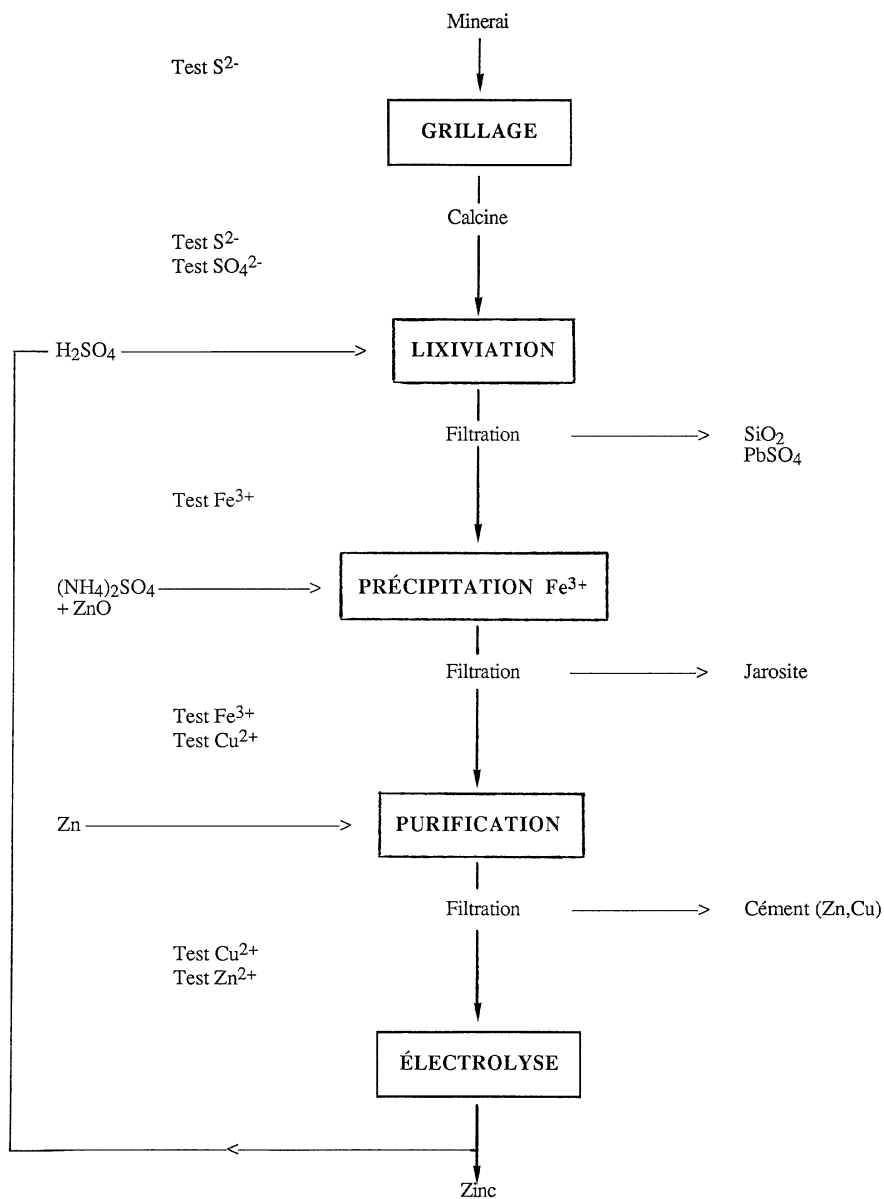 Minerai
Test S2-
GRILLAGE
Calcine
Test S2-
Test SO42-
H2SO4
LIXIVIATION
Filtration
SiO2
PbSO4
Test Fe3+
(NH4)2SO4
+ ZnO
PRÉCIPITATION Fe3+
Filtration
Jarosite
Test Fe3+
Test Cu2+
Zn
PURIFICATION
Filtration
Cément (Zn,Cu)
Test Cu2+
Test Zn2+
ÉLECTROLYSE
Zinc